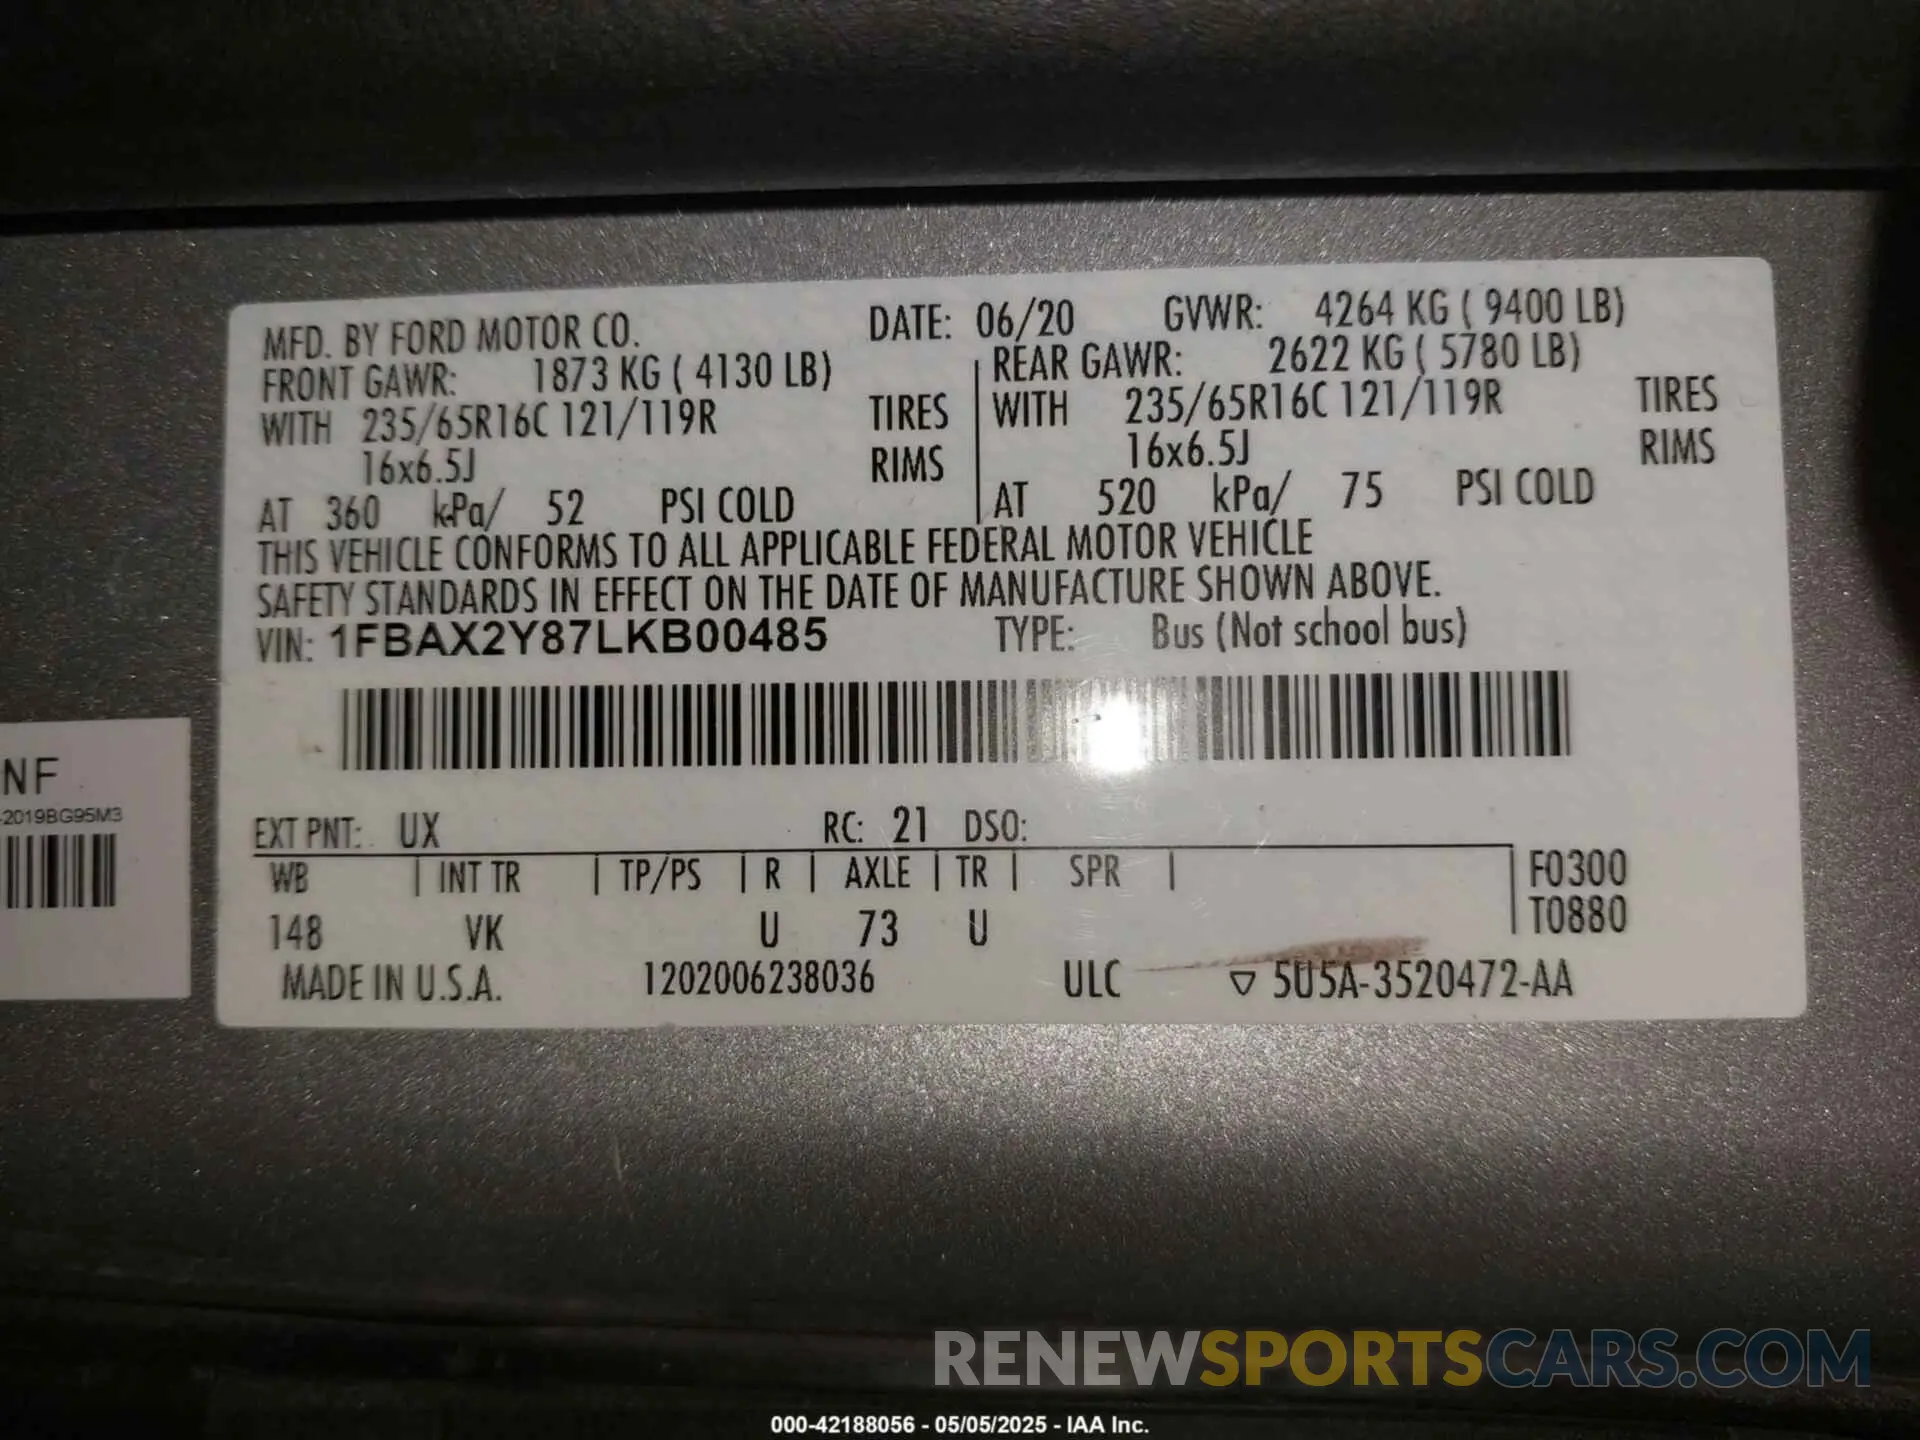 MFD. BY FORD MOTOR CO. DATE: 06/20 GVWR: 4264 KG ( 9400 LB)
FRONT GAWR: 1873 KG ( 4130 LB) REAR GAWR: 2622 KG ( 5780 LB)
WITH 235/65R16C 121/119R TIRES WITH 235/65R16C 121/119R TIRES
16x6.5J RIMS 16x6.5J RIMS
AT 360 kPa/ 52 PSI COLD AT 520 kPa/ 75 PSI COLD
THIS VEHICLE CONFORMS TO ALL APPLICABLE FEDERAL MOTOR VEHICLE
SAFETY STANDARDS IN EFFECT ON THE DATE OF MANUFACTURE SHOWN ABOVE.
VIN: 1FBAX2Y87LKB00485 TYPE: Bus (Not school bus)
NF
-2019BG95M3
EXT PNT: UX RC: 21 DSO:
WB INT TR TP/PS R AXLE TR SPR F0300
148 VK U 73 U T0880
MADE IN U.S.A. 1202006238036 ULC ▽ 5U5A-3520472-AA
RENEWSPORTSCARS.COM
000-42188056 - 05/05/2025 - IAA Inc.